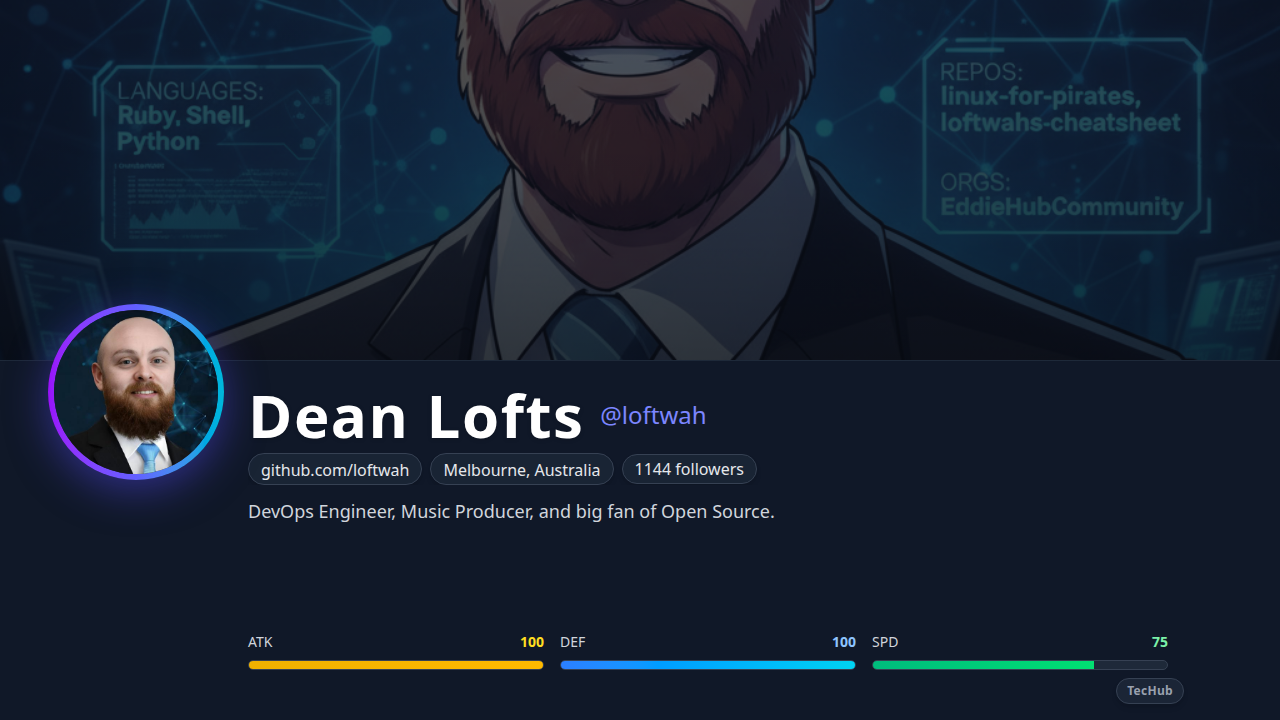 LANGUAGES:
Ruby, Shell,
Python
REPOS:
linux-for-pirates,
loftwahs-cheatsheet
ORGS:
EddieHubCommunity
Dean Lofts @loftwah
github.com/loftwah
Melbourne, Australia
1144 followers
DevOps Engineer, Music Producer, and big fan of Open Source.
ATK 100
DEF 100
SPD 75
TecHub